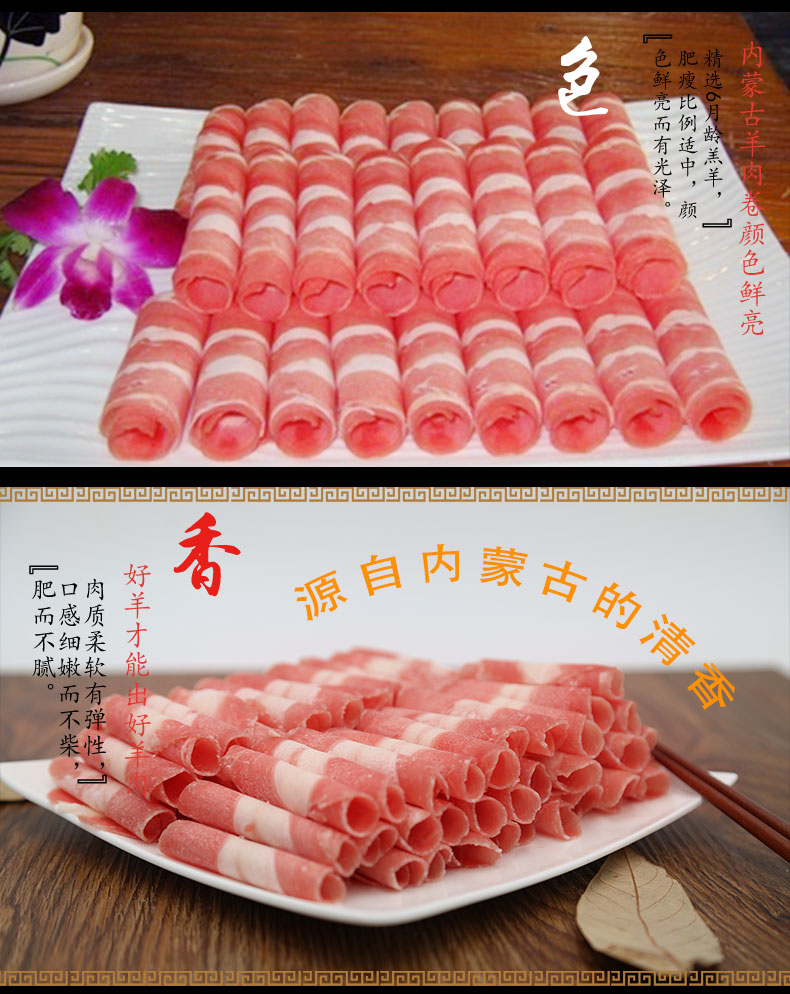 色
内蒙古羊肉卷颜色鲜亮
『精选6月龄羔羊,
肥瘦比例适中,颜
色鲜亮而有光泽。』
香
源自内蒙古的清香
好羊才能出好羊肉
『肉质柔软有弹性,
口感细嫩而不柴,
肥而不腻。』